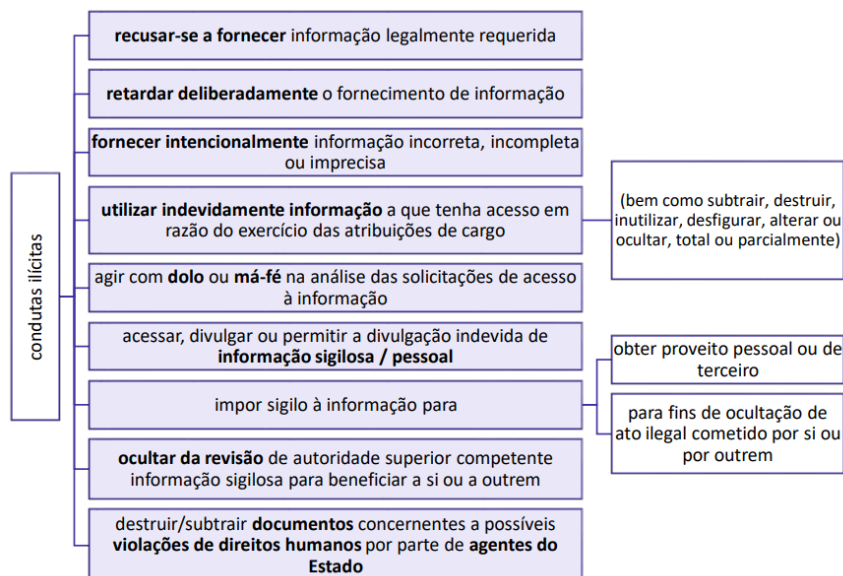 condutas ilícitas
recusar-se a fornecer informação legalmente requerida
retardar deliberadamente o fornecimento de informação
fornecer intencionalmente informação incorreta, incompleta
ou imprecisa
utilizar indevidamente informação a que tenha acesso em
razão do exercício das atribuições de cargo
(bem como subtrair, destruir,
inutilizar, desfigurar, alterar ou
ocultar, total ou parcialmente)
agir com dolo ou má-fé na análise das solicitações de acesso
à informação
acessar, divulgar ou permitir a divulgação indevida de
informação sigilosa / pessoal
impor sigilo à informação para
obter proveito pessoal ou de
terceiro
para fins de ocultação de
ato ilegal cometido por si ou
por outrem
ocultar da revisão de autoridade superior competente
informação sigilosa para beneficiar a si ou a outrem
destruir/subtrair documentos concernentes a possíveis
violações de direitos humanos por parte de agentes do
Estado